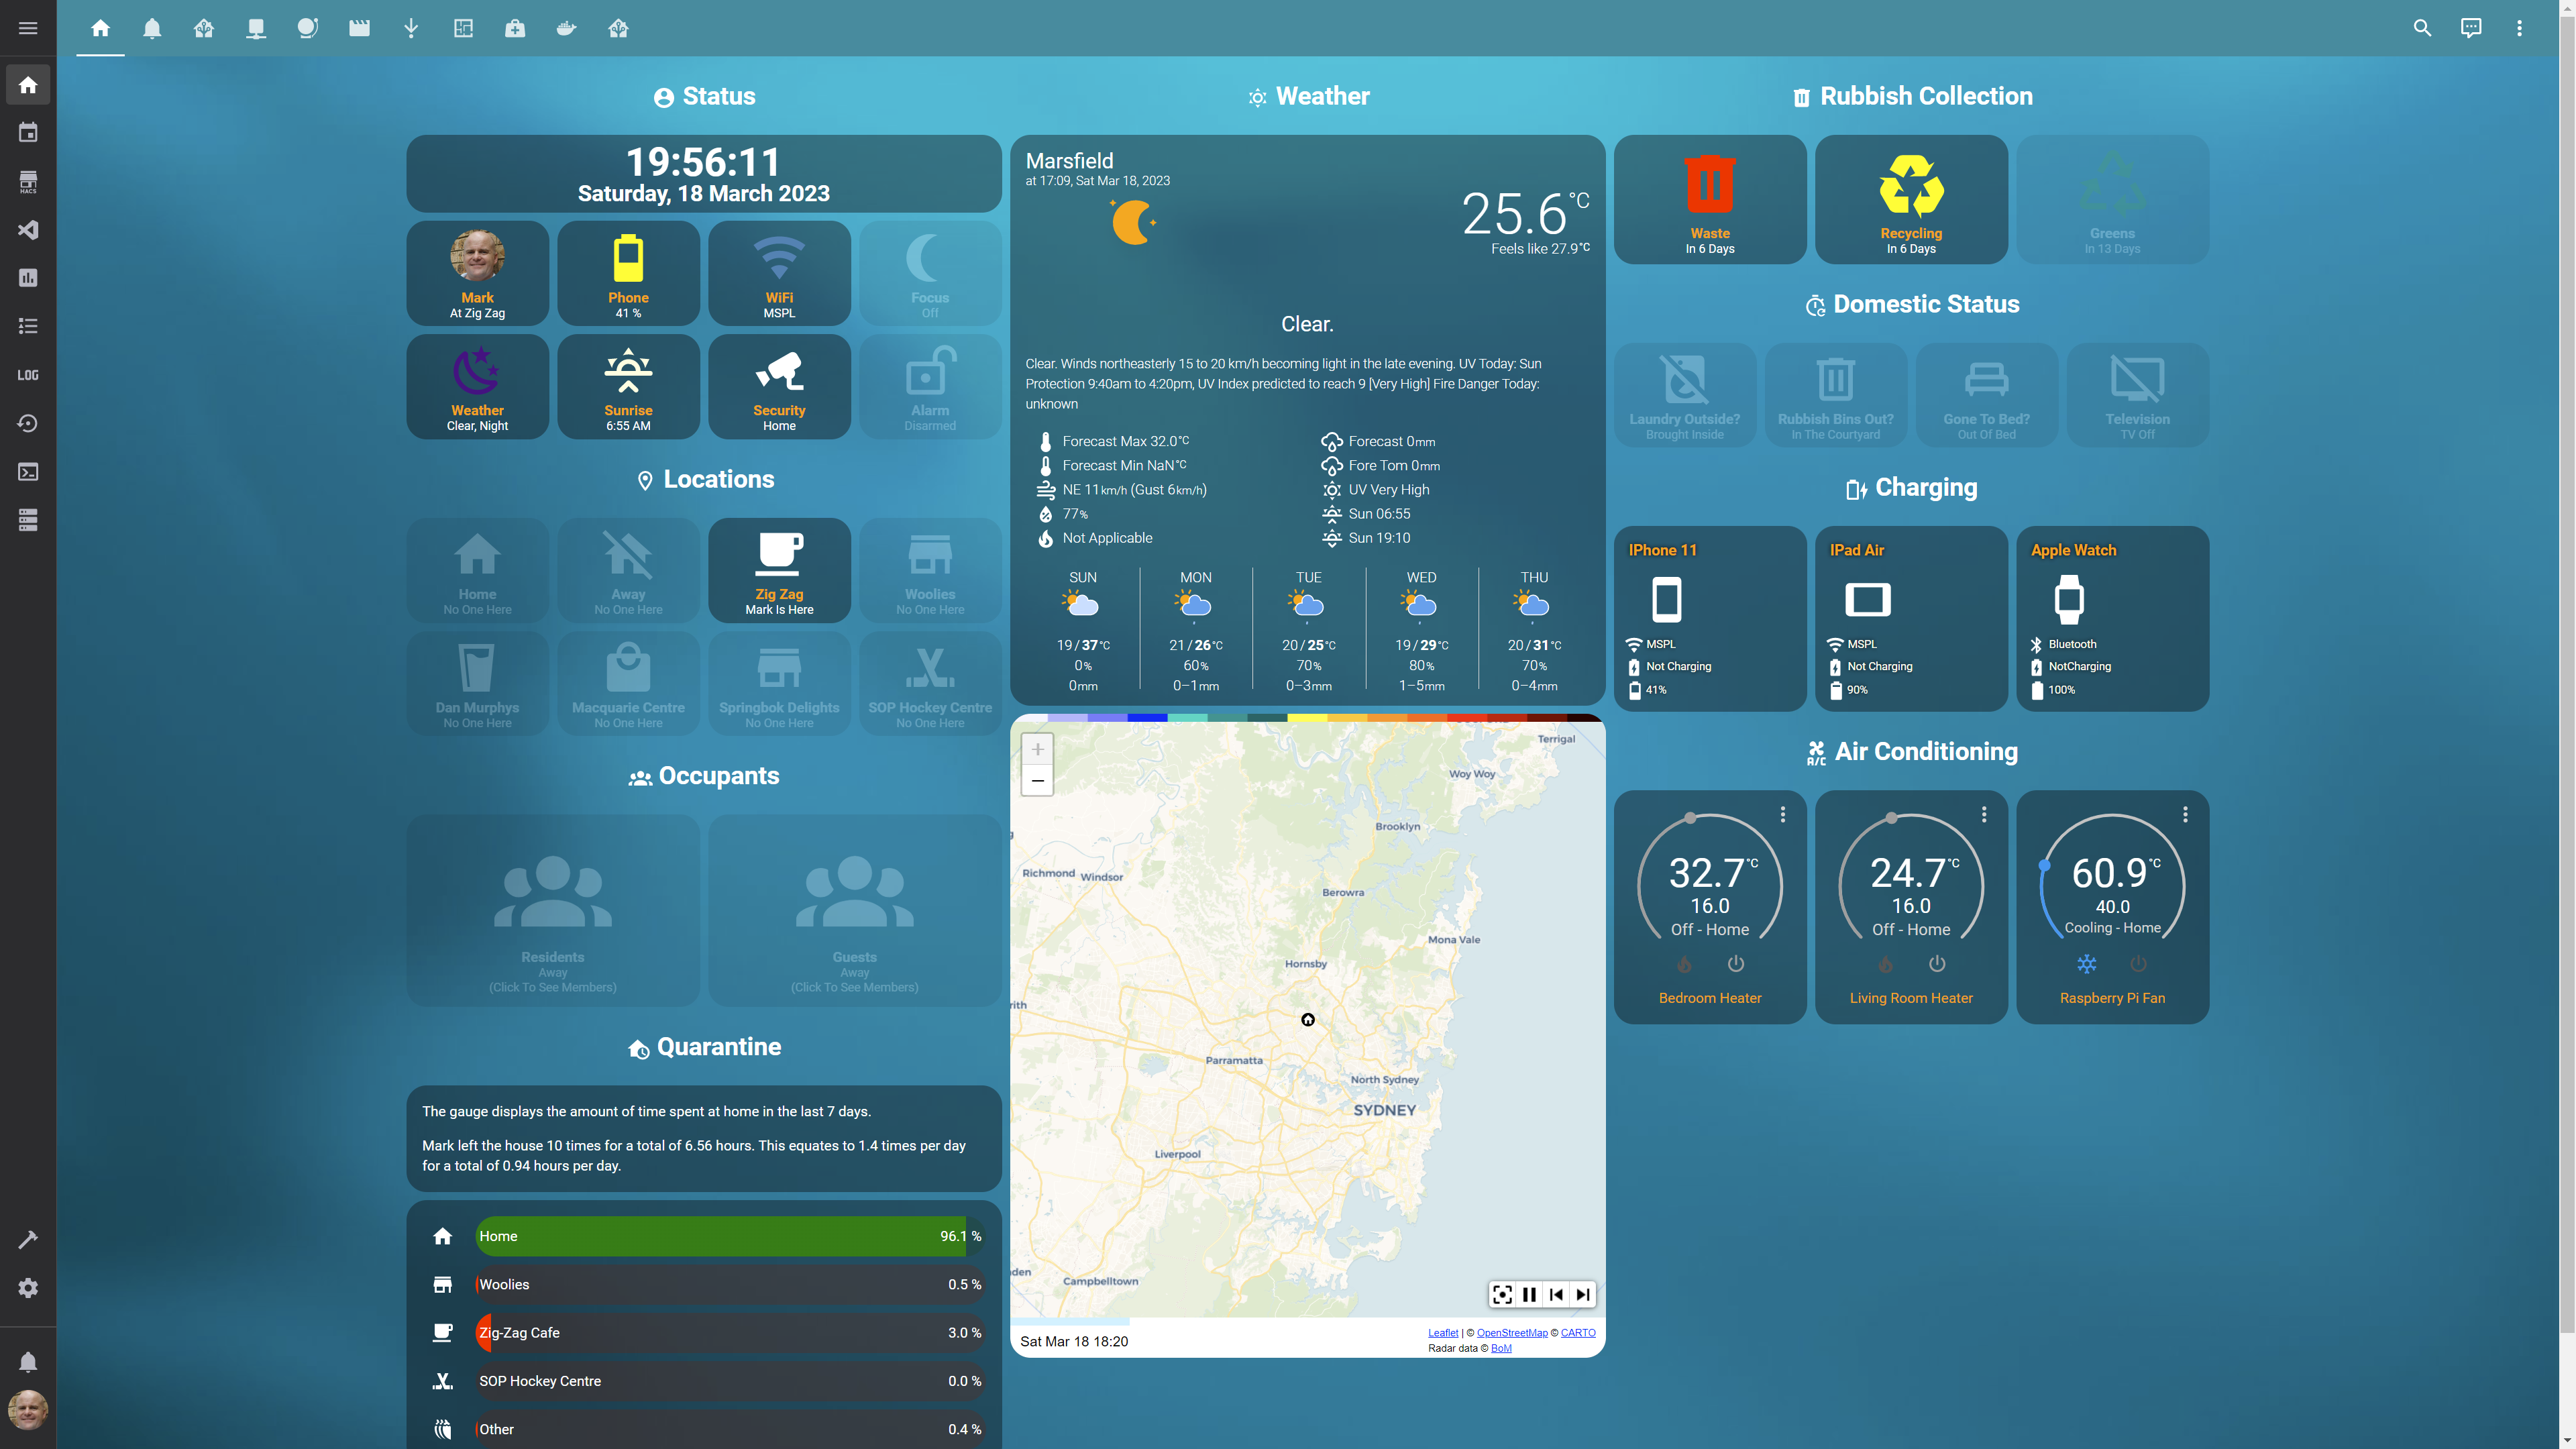 HACS
LOG
Status
19:56:11
Saturday, 18 March 2023
Mark
At Zig Zag
Phone
41 %
WiFi
MSPL
Focus
Off
Weather
Clear, Night
Sunrise
6:55 AM
Security
Home
Alarm
Disarmed
Locations
Home
No One Here
Away
No One Here
Zig Zag
Mark Is Here
Woolies
No One Here
Dan Murphys
No One Here
Macquarie Centre
No One Here
Springbok Delights
No One Here
SOP Hockey Centre
No One Here
Occupants
Residents
Away
(Click To See Members)
Guests
Away
(Click To See Members)
Quarantine
The gauge displays the amount of time spent at home in the last 7 days.
Mark left the house 10 times for a total of 6.56 hours. This equates to 1.4 times per day
for a total of 0.94 hours per day.
Home 96.1 %
Woolies 0.5 %
Zig-Zag Cafe 3.0 %
SOP Hockey Centre 0.0 %
Other 0.4 %
Weather
Marsfield
at 17:09, Sat Mar 18, 2023
25.6 °C
Feels like 27.9°C
Clear.
Clear. Winds northeasterly 15 to 20 km/h becoming light in the late evening. UV Today: Sun
Protection 9:40am to 4:20pm, UV Index predicted to reach 9 [Very High] Fire Danger Today:
unknown
Forecast Max 32.0°C
Forecast 0mm
Forecast Min NaN°C
Fore Tom 0mm
NE 11km/h (Gust 6km/h)
UV Very High
77%
Sun 06:55
Not Applicable
Sun 19:10
SUN MON TUE WED THU
19/37°C 21/26°C 20/25°C 19/29°C 20/31°C
0% 60% 70% 80% 70%
0mm 0–1mm 0–3mm 1–5mm 0–4mm
+
−
Terrigal
Woy Woy
Brooklyn
Richmond
Windsor
Berowra
Mona Vale
Hornsby
rith
Parramatta
North Sydney
SYDNEY
Liverpool
den
Campbelltown
Sat Mar 18 18:20
Leaflet | © OpenStreetMap © CARTO
Radar data © BoM
Rubbish Collection
Waste
In 6 Days
Recycling
In 6 Days
Greens
In 13 Days
Domestic Status
Laundry Outside?
Brought Inside
Rubbish Bins Out?
In The Courtyard
Gone To Bed?
Out Of Bed
Television
TV Off
Charging
IPhone 11
MSPL
Not Charging
41%
IPad Air
MSPL
Not Charging
90%
Apple Watch
Bluetooth
NotCharging
100%
A/C
Air Conditioning
32.7°C
16.0
Off - Home
Bedroom Heater
24.7°C
16.0
Off - Home
Living Room Heater
60.9°C
40.0
Cooling - Home
Raspberry Pi Fan